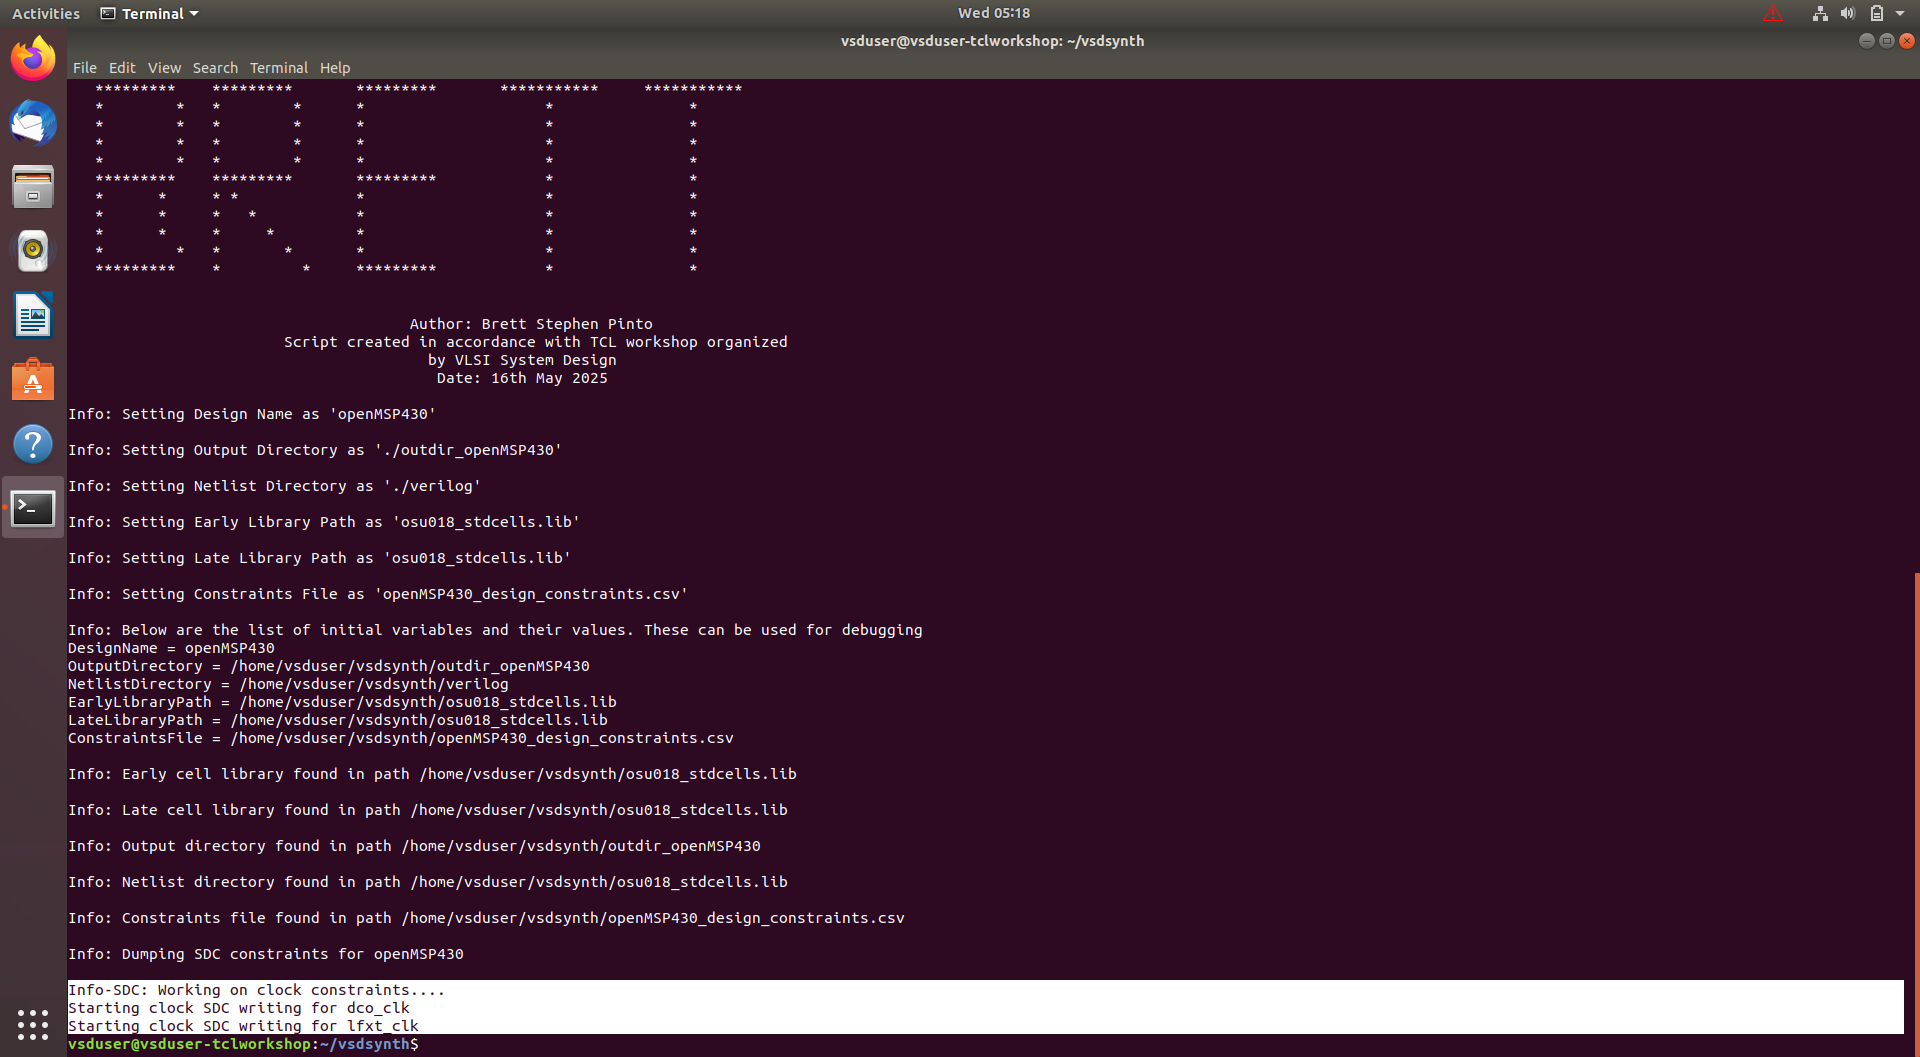 Activities Terminal Wed 05:18
vsduser@vsduser-tclworkshop: ~/vsdsynth
File Edit View Search Terminal Help
*********    *********       *********       ***********     ***********
*        *   *        *      *                    *               *
*        *   *        *      *                    *               *
*        *   *        *      *                    *               *
*        *   *        *      *                    *               *
*********    *********       *********            *               *
*      *     * *             *                    *               *
*      *     *   *           *                    *               *
*      *     *     *         *                    *               *
*        *   *       *       *                    *               *
*********    *         *     *********            *               *
Author: Brett Stephen Pinto
Script created in accordance with TCL workshop organized
by VLSI System Design
Date: 16th May 2025
Info: Setting Design Name as 'openMSP430'
Info: Setting Output Directory as './outdir_openMSP430'
Info: Setting Netlist Directory as './verilog'
Info: Setting Early Library Path as 'osu018_stdcells.lib'
Info: Setting Late Library Path as 'osu018_stdcells.lib'
Info: Setting Constraints File as 'openMSP430_design_constraints.csv'
Info: Below are the list of initial variables and their values. These can be used for debugging
DesignName = openMSP430
OutputDirectory = /home/vsduser/vsdsynth/outdir_openMSP430
NetlistDirectory = /home/vsduser/vsdsynth/verilog
EarlyLibraryPath = /home/vsduser/vsdsynth/osu018_stdcells.lib
LateLibraryPath = /home/vsduser/vsdsynth/osu018_stdcells.lib
ConstraintsFile = /home/vsduser/vsdsynth/openMSP430_design_constraints.csv
Info: Early cell library found in path /home/vsduser/vsdsynth/osu018_stdcells.lib
Info: Late cell library found in path /home/vsduser/vsdsynth/osu018_stdcells.lib
Info: Output directory found in path /home/vsduser/vsdsynth/outdir_openMSP430
Info: Netlist directory found in path /home/vsduser/vsdsynth/osu018_stdcells.lib
Info: Constraints file found in path /home/vsduser/vsdsynth/openMSP430_design_constraints.csv
Info: Dumping SDC constraints for openMSP430
Info-SDC: Working on clock constraints....
Starting clock SDC writing for dco_clk
Starting clock SDC writing for lfxt_clk
vsduser@vsduser-tclworkshop:~/vsdsynth$